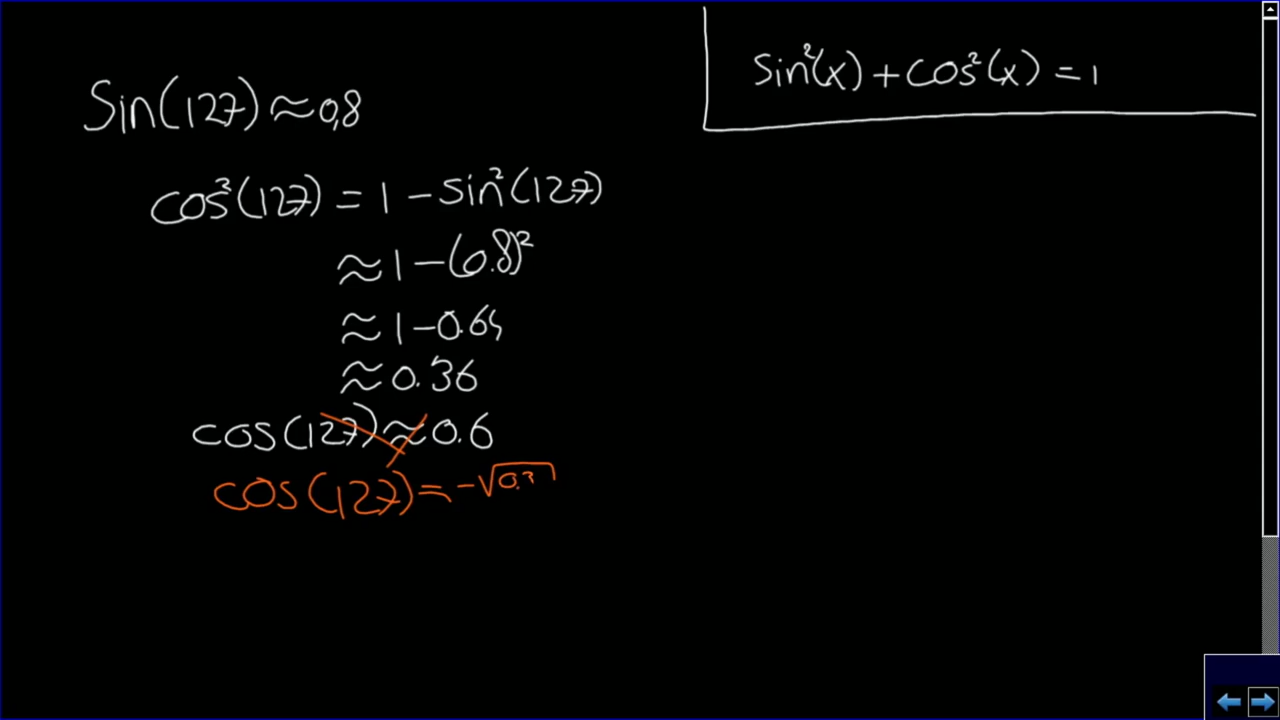 sin²(x) + cos²(x) = 1
Sin(127) ≈ 0,8
cos²(127) = 1 - sin²(127)
≈ 1 - (0.8)²
≈ 1 - 0.64
≈ 0.36
cos(127) ≈ 0.6
cos(127) = -√0.3